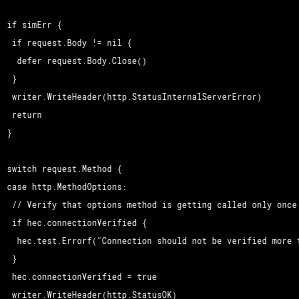 if simErr {
if request.Body != nil {
defer request.Body.Close()
}
writer.WriteHeader(http.StatusInternalServerError)
return
}
switch request.Method {
case http.MethodOptions:
// Verify that options method is getting called only once
if hec.connectionVerified {
hec.test.Errorf("Connection should not be verified more
}
hec.connectionVerified = true
writer.WriteHeader(http.StatusOK)